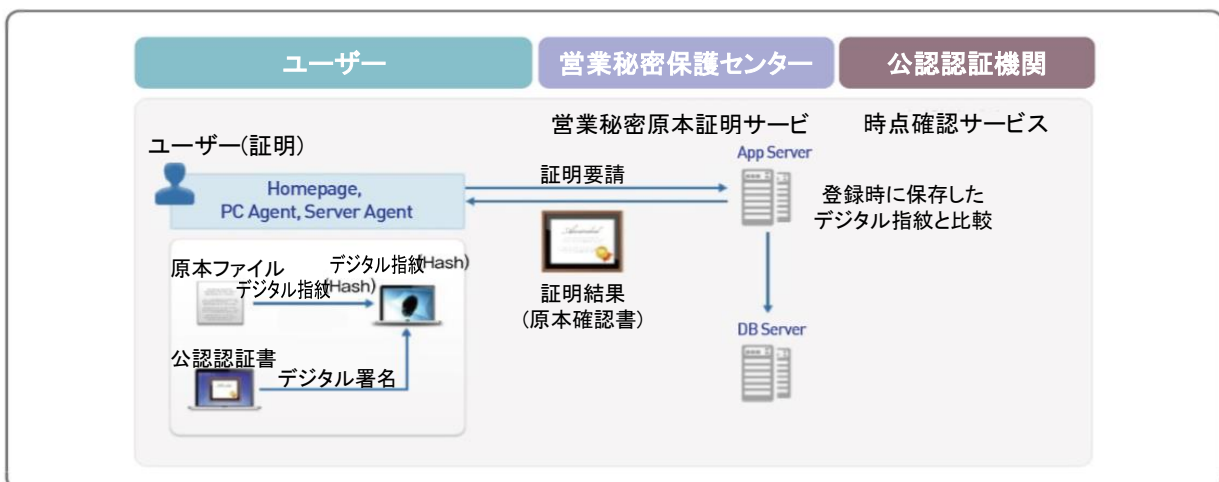 ユーザー
営業秘密保護センター
公認認証機関
営業秘密原本証明サービ
時点確認サービス
ユーザー(証明)
App Server
Homepage,
PC Agent, Server Agent
証明要請
登録時に保存した
デジタル指紋と比較
原本ファイル
デジタル指紋(Hash)
デジタル指紋(Hash)
証明結果
(原本確認書)
DB Server
公認認証書
デジタル署名